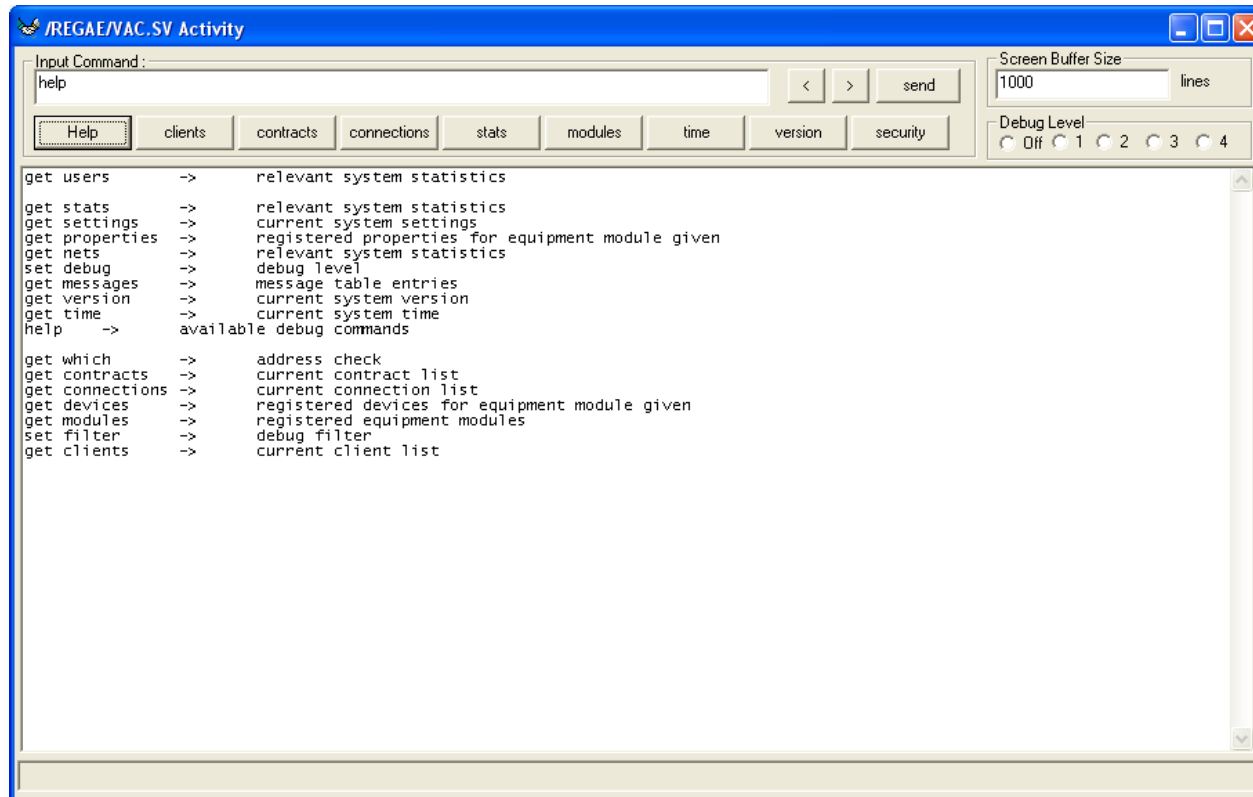 /REGAE/VAC.SV Activity
Input Command :
help
< > send
Help clients contracts connections stats modules time version security
Screen Buffer Size
1000 lines
Debug Level
Off 1 2 3 4
get users -> relevant system statistics
get stats -> relevant system statistics
get settings -> current system settings
get properties -> registered properties for equipment module given
get nets -> relevant system statistics
set debug -> debug level
get messages -> message table entries
get version -> current system version
get time -> current system time
help -> available debug commands
get which -> address check
get contracts -> current contract list
get connections -> current connection list
get devices -> registered devices for equipment module given
get modules -> registered equipment modules
set filter -> debug filter
get clients -> current client list